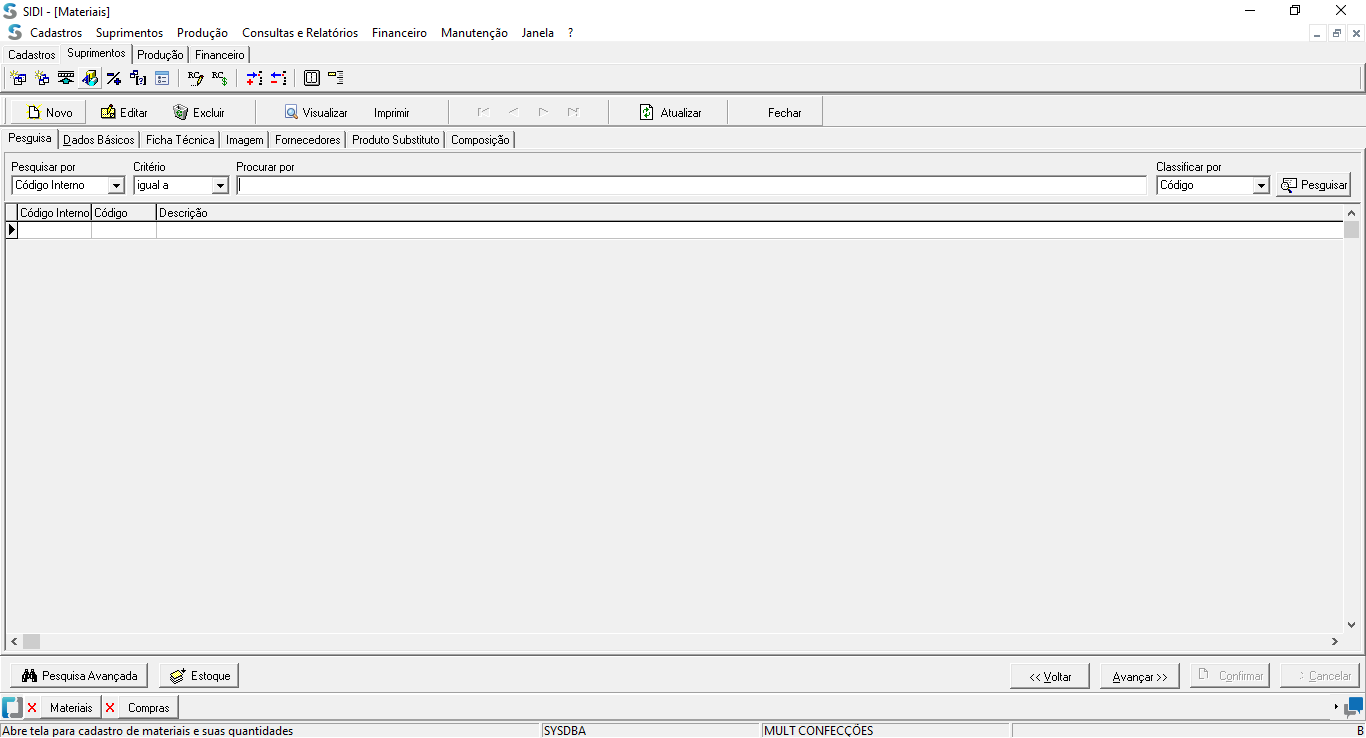 SIDI - [Materiais]
Cadastros Suprimentos Produção Consultas e Relatórios Financeiro Manutenção Janela ?
Cadastros Suprimentos Produção Financeiro
Novo Editar Excluir Visualizar Imprimir Atualizar Fechar
Pesquisa Dados Básicos Ficha Técnica Imagem Fornecedores Produto Substituto Composição
Pesquisar por Critério Procurar por Classificar por
Código Interno igual a Código Pesquisar
Código Interno Código Descrição
Pesquisa Avançada Estoque << Voltar Avançar >> Confirmar Cancelar
Materiais Compras
Abre tela para cadastro de materiais e suas quantidades SYSDBA MULT CONFECÇÕES B